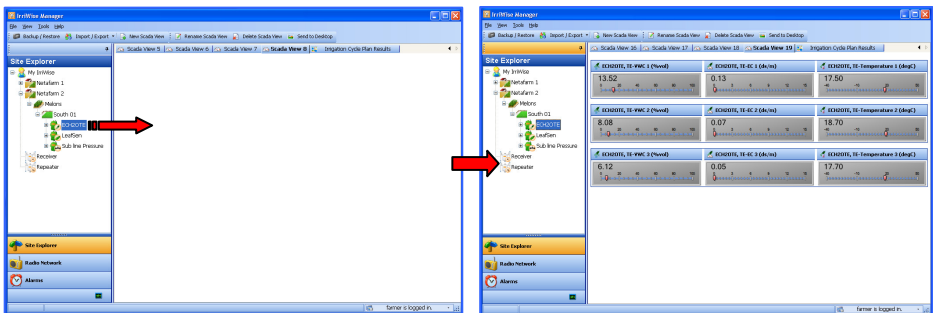 IrriWise Manager
File View Tools Help
Backup / Restore Import / Export New Scada View Rename Scada View Delete Scada View Send to Desktop
Scada View 5 Scada View 6 Scada View 7 Scada View 8 Irrigation Cycle Plan Results
Site Explorer
My IrriWise
Netafarm 1
Netafarm 2
Melons
South 01
ECH2OTE
LeafSen
Sub line Pressure
Receiver
Repeater
Site Explorer
Radio Network
Alarms
farmer is logged in.
IrriWise Manager
File View Tools Help
Backup / Restore Import / Export New Scada View Rename Scada View Delete Scada View Send to Desktop
Scada View 16 Scada View 17 Scada View 18 Scada View 19 Irrigation Cycle Plan Results
Site Explorer
My IrriWise
Netafarm 1
Netafarm 2
Melons
South 01
ECH2OTE
LeafSen
Sub line Pressure
Receiver
Repeater
Site Explorer
Radio Network
Alarms
ECH2OTE, TE-VWC 1 (%vol) ECH2OTE, TE-EC 1 (ds/m) ECH2OTE, TE-Temperature 1 (degC)
13.52 0.13 17.50
ECH2OTE, TE-VWC 2 (%vol) ECH2OTE, TE-EC 2 (ds/m) ECH2OTE, TE-Temperature 2 (degC)
8.08 0.07 18.70
ECH2OTE, TE-VWC 3 (%vol) ECH2OTE, TE-EC 3 (ds/m) ECH2OTE, TE-Temperature 3 (degC)
6.12 0.05 17.70
farmer is logged in.